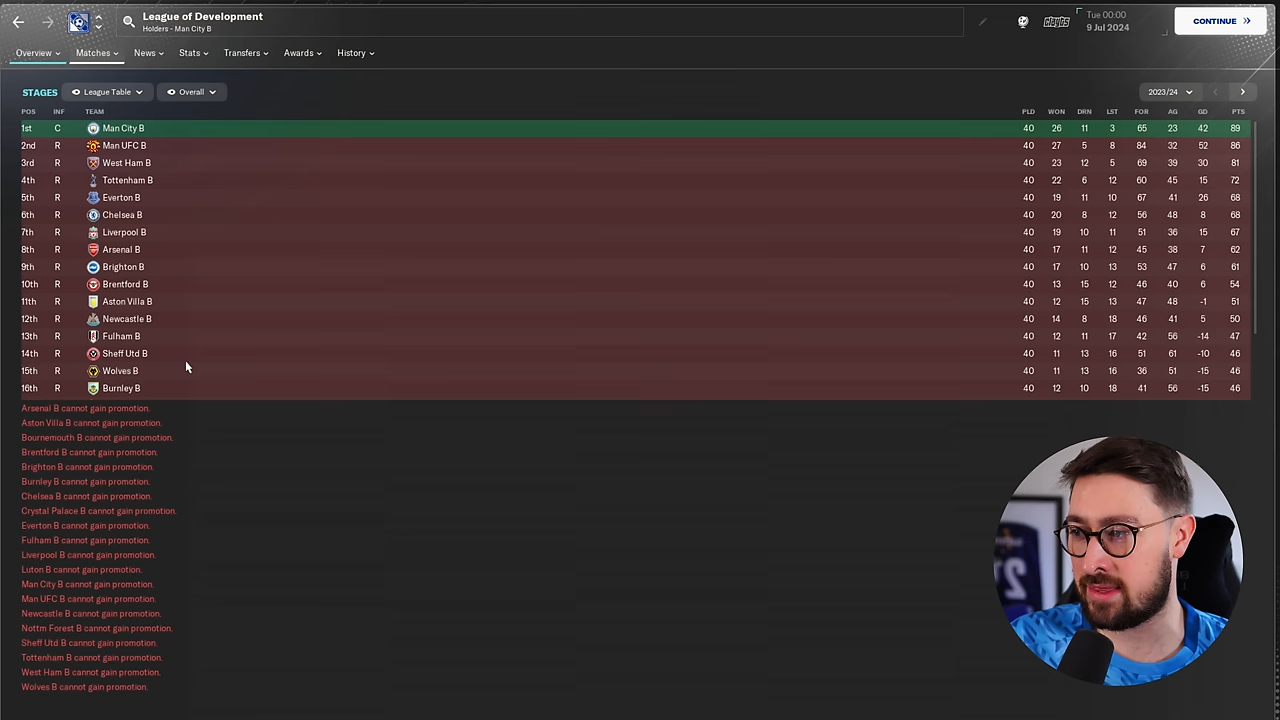 League of Development
Holders - Man City B
clayts
Tue 00:00
9 Jul 2024
CONTINUE
Overview Matches News Stats Transfers Awards History
STAGES League Table Overall 2023/24
POS INF TEAM PLD WON DRN LST FOR AG GD PTS
1st C Man City B 40 26 11 3 65 23 42 89
2nd R Man UFC B 40 27 5 8 84 32 52 86
3rd R West Ham B 40 23 12 5 69 39 30 81
4th R Tottenham B 40 22 6 12 60 45 15 72
5th R Everton B 40 19 11 10 67 41 26 68
6th R Chelsea B 40 20 8 12 56 48 8 68
7th R Liverpool B 40 19 10 11 51 36 15 67
8th R Arsenal B 40 17 11 12 45 38 7 62
9th R Brighton B 40 17 10 13 53 47 6 61
10th R Brentford B 40 13 15 12 46 40 6 54
11th R Aston Villa B 40 12 15 13 47 48 -1 51
12th R Newcastle B 40 14 8 18 46 41 5 50
13th R Fulham B 40 12 11 17 42 56 -14 47
14th R Sheff Utd B 40 11 13 16 51 61 -10 46
15th R Wolves B 40 11 13 16 36 51 -15 46
16th R Burnley B 40 12 10 18 41 56 -15 46
Arsenal B cannot gain promotion.
Aston Villa B cannot gain promotion.
Bournemouth B cannot gain promotion.
Brentford B cannot gain promotion.
Brighton B cannot gain promotion.
Burnley B cannot gain promotion.
Chelsea B cannot gain promotion.
Crystal Palace B cannot gain promotion.
Everton B cannot gain promotion.
Fulham B cannot gain promotion.
Liverpool B cannot gain promotion.
Luton B cannot gain promotion.
Man City B cannot gain promotion.
Man UFC B cannot gain promotion.
Newcastle B cannot gain promotion.
Nottm Forest B cannot gain promotion.
Sheff Utd B cannot gain promotion.
Tottenham B cannot gain promotion.
West Ham B cannot gain promotion.
Wolves B cannot gain promotion.